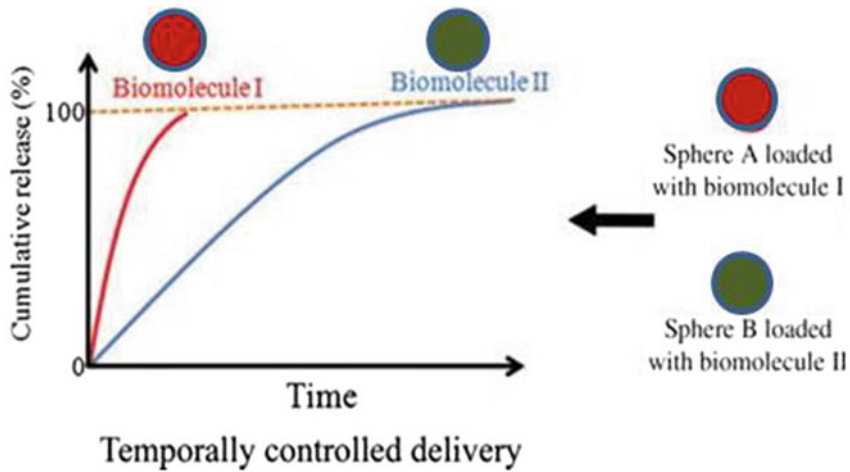 Biomolecule I
Biomolecule II
Cumulative release (%)
100
0
Time
Temporally controlled delivery
Sphere A loaded
with biomolecule I
Sphere B loaded
with biomolecule II